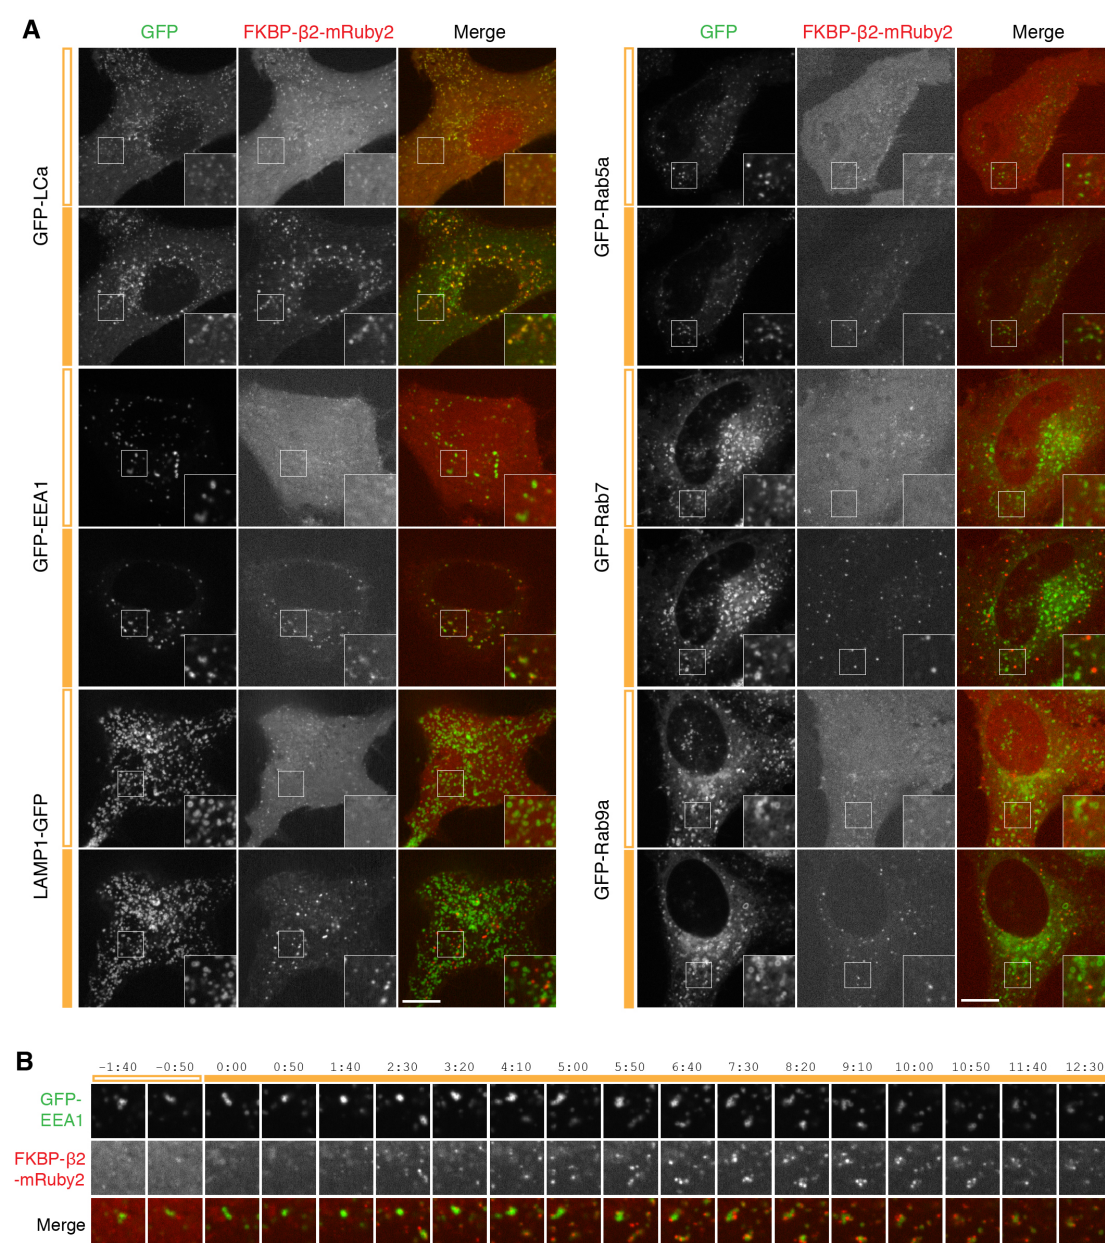 A
GFP FKBP-β2-mRuby2 Merge
GFP FKBP-β2-mRuby2 Merge
GFP-LCa
GFP-EEA1
LAMP1-GFP
GFP-Rab5a
GFP-Rab7
GFP-Rab9a
B
-1:40 -0:50 0:00 0:50 1:40 2:30 3:20 4:10 5:00 5:50 6:40 7:30 8:20 9:10 10:00 10:50 11:40 12:30
GFP-
EEA1
FKBP-β2
-mRuby2
Merge